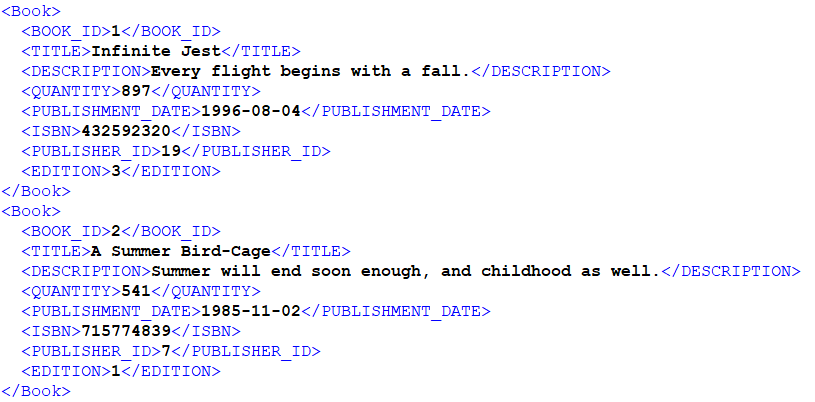 <Book>
  <BOOK_ID>1</BOOK_ID>
  <TITLE>Infinite Jest</TITLE>
  <DESCRIPTION>Every flight begins with a fall.</DESCRIPTION>
  <QUANTITY>897</QUANTITY>
  <PUBLISHMENT_DATE>1996-08-04</PUBLISHMENT_DATE>
  <ISBN>432592320</ISBN>
  <PUBLISHER_ID>19</PUBLISHER_ID>
  <EDITION>3</EDITION>
</Book>
<Book>
  <BOOK_ID>2</BOOK_ID>
  <TITLE>A Summer Bird-Cage</TITLE>
  <DESCRIPTION>Summer will end soon enough, and childhood as well.</DESCRIPTION>
  <QUANTITY>541</QUANTITY>
  <PUBLISHMENT_DATE>1985-11-02</PUBLISHMENT_DATE>
  <ISBN>715774839</ISBN>
  <PUBLISHER_ID>7</PUBLISHER_ID>
  <EDITION>1</EDITION>
</Book>